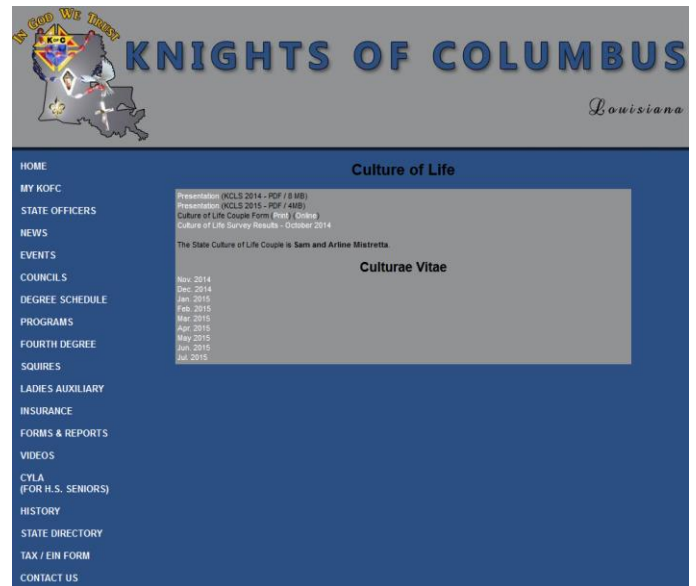 IN GOD WE TRUST
K OF C
KNIGHTS OF COLUMBUS
Louisiana
HOME
MY KOFC
STATE OFFICERS
NEWS
EVENTS
COUNCILS
DEGREE SCHEDULE
PROGRAMS
FOURTH DEGREE
SQUIRES
LADIES AUXILIARY
INSURANCE
FORMS & REPORTS
VIDEOS
CYLA
(FOR H.S. SENIORS)
HISTORY
STATE DIRECTORY
TAX / EIN FORM
CONTACT US
Culture of Life
Presentation (KCLS 2014 - PDF / 8 MB)
Presentation (KCLS 2015 - PDF / 4MB)
Culture of Life Couple Form (Print) (Online)
Culture of Life Survey Results - October 2014
The State Culture of Life Couple is Sam and Arline Mistretta.
Culturae Vitae
Nov. 2014
Dec. 2014
Jan. 2015
Feb. 2015
Mar. 2015
Apr. 2015
May 2015
Jun. 2015
Jul. 2015